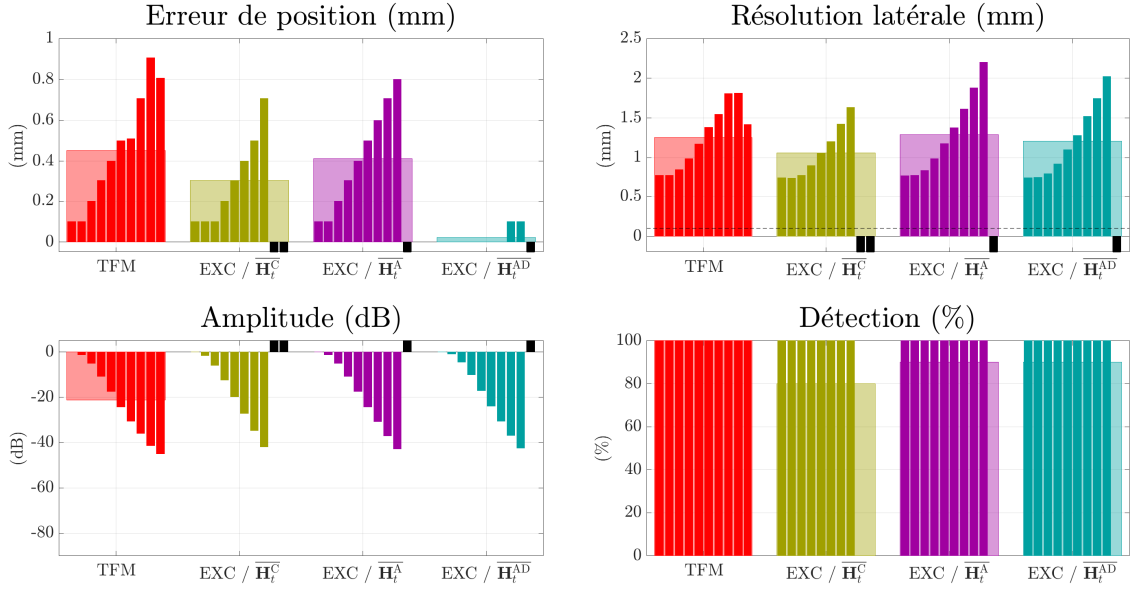 Erreur de position (mm)
1
0.8
0.6
0.4
0.2
0
(mm)
TFM
EXC / H̅ₜᶜ
EXC / H̅ₜᴬ
EXC / H̅ₜᴬᴰ
Résolution latérale (mm)
2.5
2
1.5
1
0.5
0
(mm)
TFM
EXC / H̅ₜᶜ
EXC / H̅ₜᴬ
EXC / H̅ₜᴬᴰ
Amplitude (dB)
0
-20
-40
-60
-80
(dB)
TFM
EXC / H̅ₜᶜ
EXC / H̅ₜᴬ
EXC / H̅ₜᴬᴰ
Détection (%)
100
80
60
40
20
0
(%)
TFM
EXC / H̅ₜᶜ
EXC / H̅ₜᴬ
EXC / H̅ₜᴬᴰ